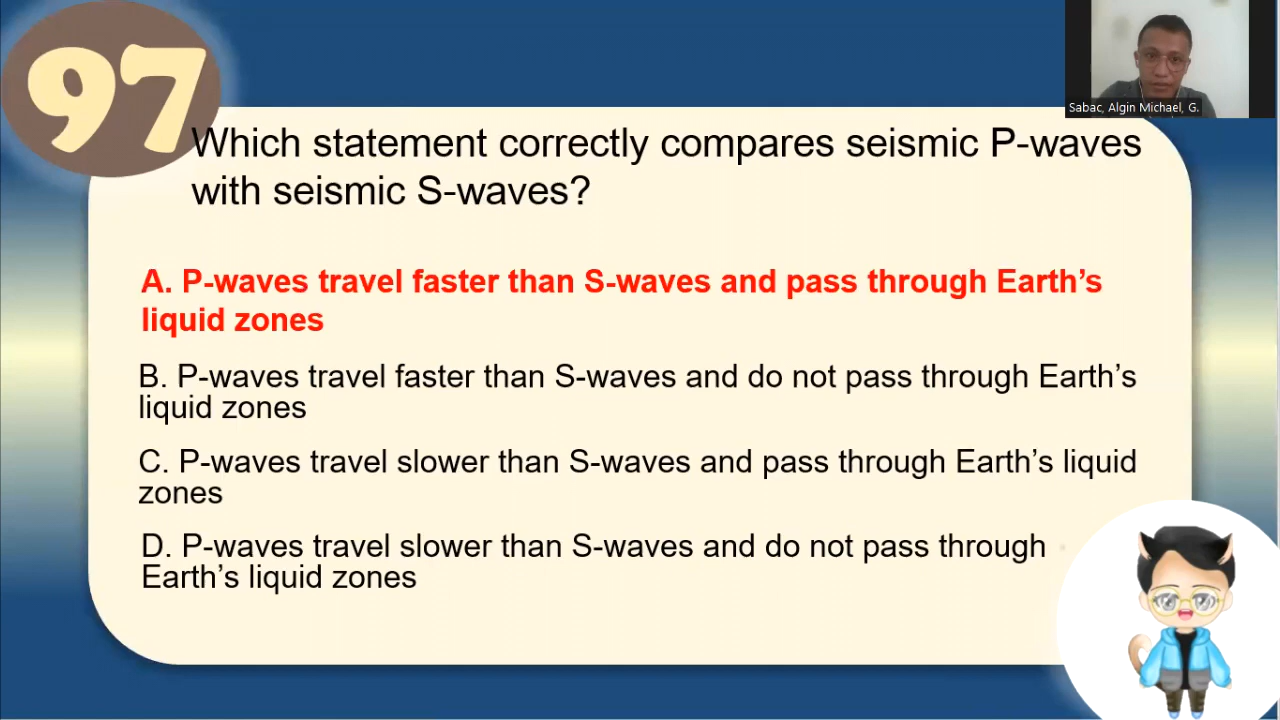 97
Which statement correctly compares seismic P-waves
with seismic S-waves?
A. P-waves travel faster than S-waves and pass through Earth’s
liquid zones
B. P-waves travel faster than S-waves and do not pass through Earth’s
liquid zones
C. P-waves travel slower than S-waves and pass through Earth’s liquid
zones
D. P-waves travel slower than S-waves and do not pass through
Earth’s liquid zones
Sabac, Algin Michael, G.